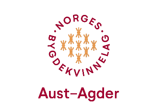 NORGES · BYGDEKVINNELAG ·
Aust-Agder